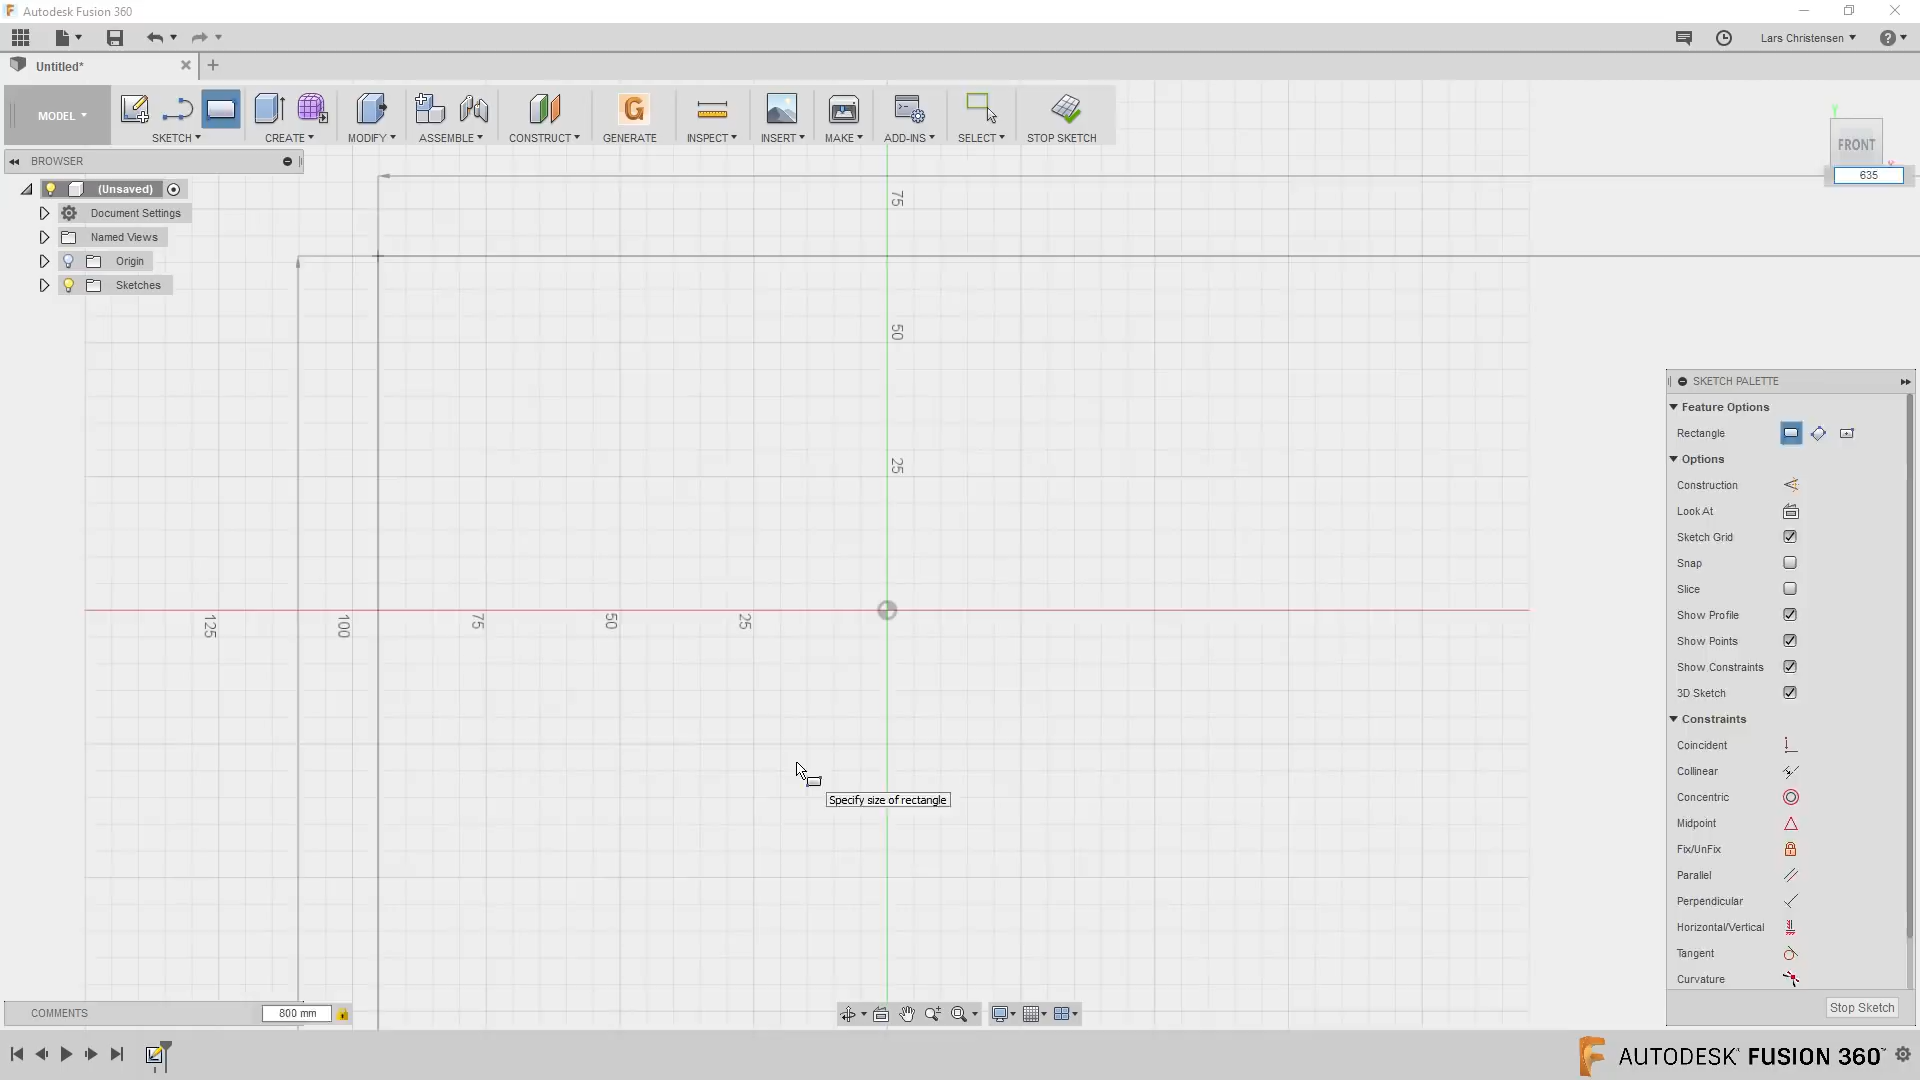 Autodesk Fusion 360
Lars Christensen
Untitled*
MODEL
SKETCH
CREATE
MODIFY
ASSEMBLE
CONSTRUCT
GENERATE
INSPECT
INSERT
MAKE
ADD-INS
SELECT
STOP SKETCH
FRONT
635
BROWSER
(Unsaved)
Document Settings
Named Views
Origin
Sketches
75
50
25
125
100
75
50
25
Specify size of rectangle
SKETCH PALETTE
Feature Options
Rectangle
Options
Construction
Look At
Sketch Grid
Snap
Slice
Show Profile
Show Points
Show Constraints
3D Sketch
Constraints
Coincident
Collinear
Concentric
Midpoint
Fix/UnFix
Parallel
Perpendicular
Horizontal/Vertical
Tangent
Curvature
Stop Sketch
COMMENTS
800 mm
AUTODESK FUSION 360